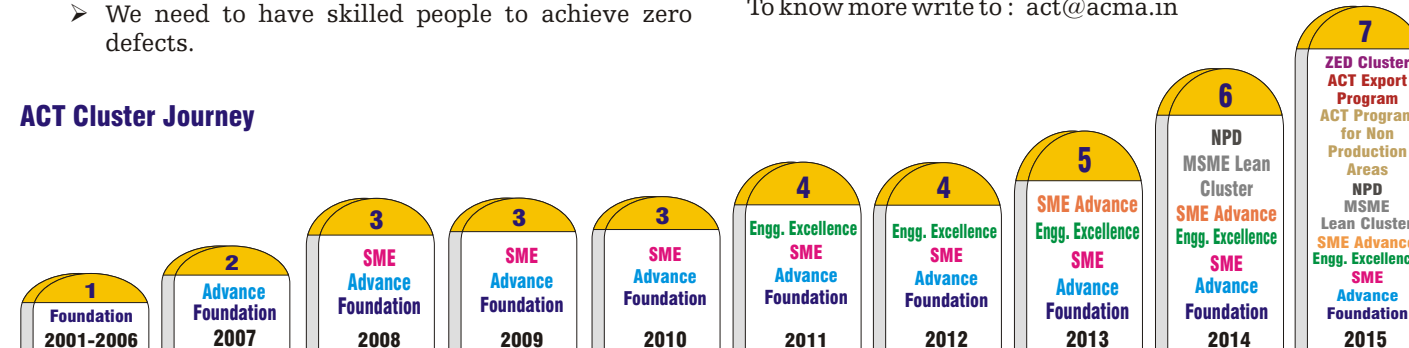 ➢ We need to have skilled people to achieve zero
defects.
To know more write to : act@acma.in
ACT Cluster Journey
1
Foundation
2001-2006
2
Advance
Foundation
2007
3
SME
Advance
Foundation
2008
3
SME
Advance
Foundation
2009
3
SME
Advance
Foundation
2010
4
Engg. Excellence
SME
Advance
Foundation
2011
4
Engg. Excellence
SME
Advance
Foundation
2012
5
SME Advance
Engg. Excellence
SME
Advance
Foundation
2013
6
NPD
MSME Lean
Cluster
SME Advance
Engg. Excellence
SME
Advance
Foundation
2014
7
ZED Cluster
ACT Export
Program
ACT Program
for Non
Production
Areas
NPD
MSME
Lean Cluster
SME Advance
Engg. Excellence
SME
Advance
Foundation
2015